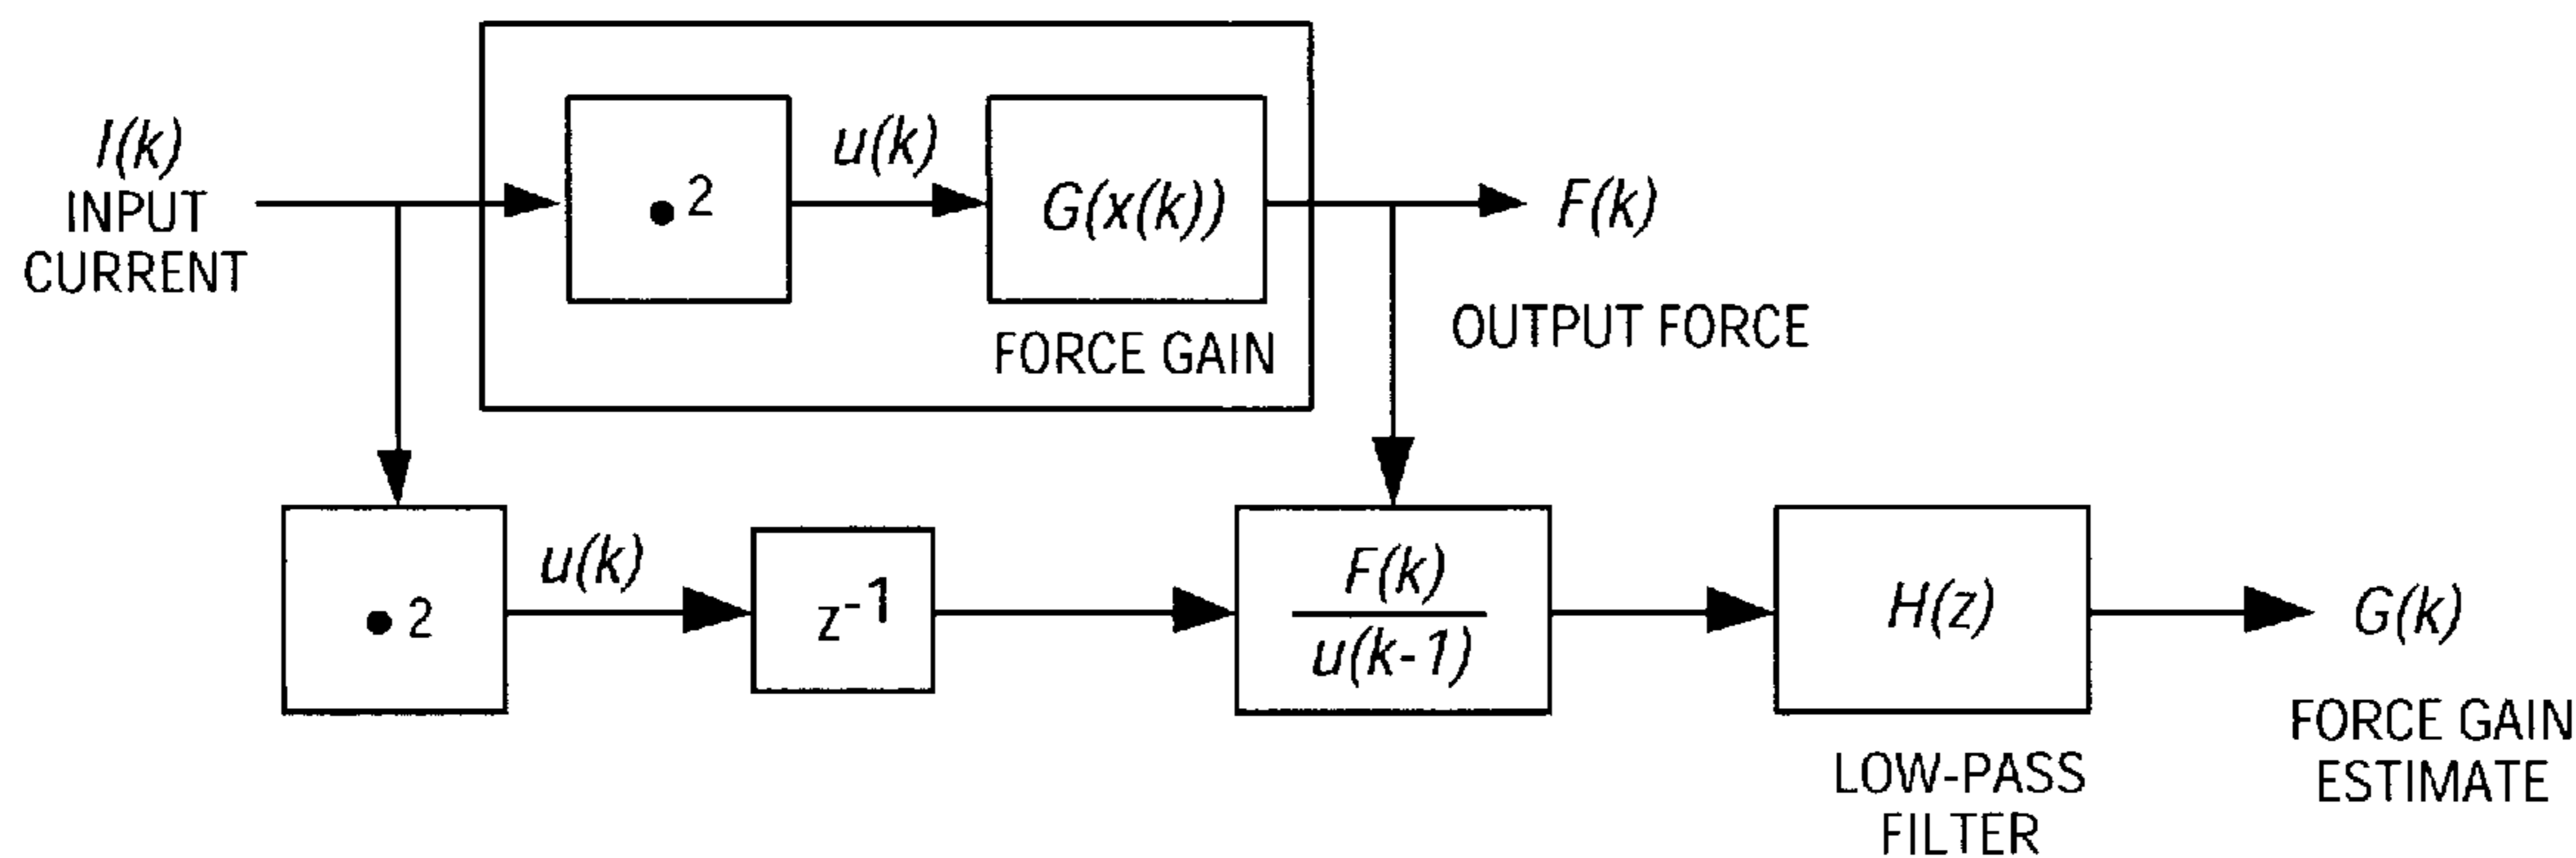 I(k)
INPUT
CURRENT
• 2
u(k)
G(x(k))
FORCE GAIN
F(k)
OUTPUT FORCE
• 2
u(k)
z-1
F(k)
u(k-1)
H(z)
LOW-PASS
FILTER
G(k)
FORCE GAIN
ESTIMATE